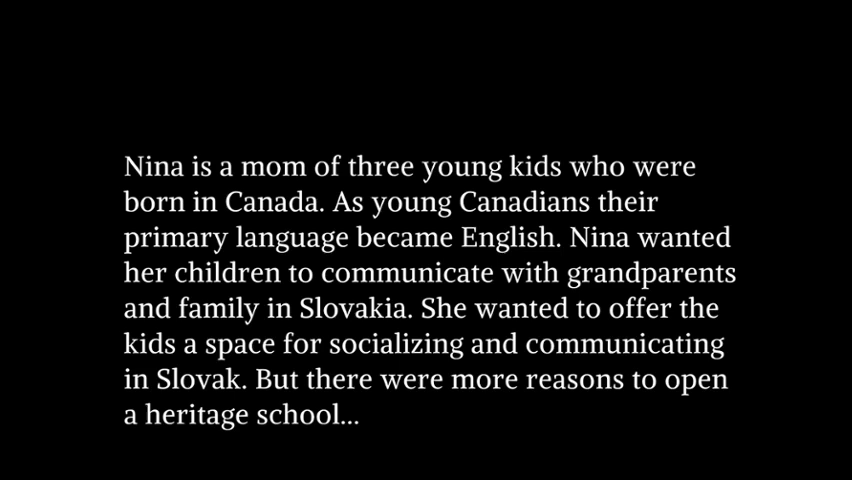 Nina is a mom of three young kids who were
born in Canada. As young Canadians their
primary language became English. Nina wanted
her children to communicate with grandparents
and family in Slovakia. She wanted to offer the
kids a space for socializing and communicating
in Slovak. But there were more reasons to open
a heritage school...